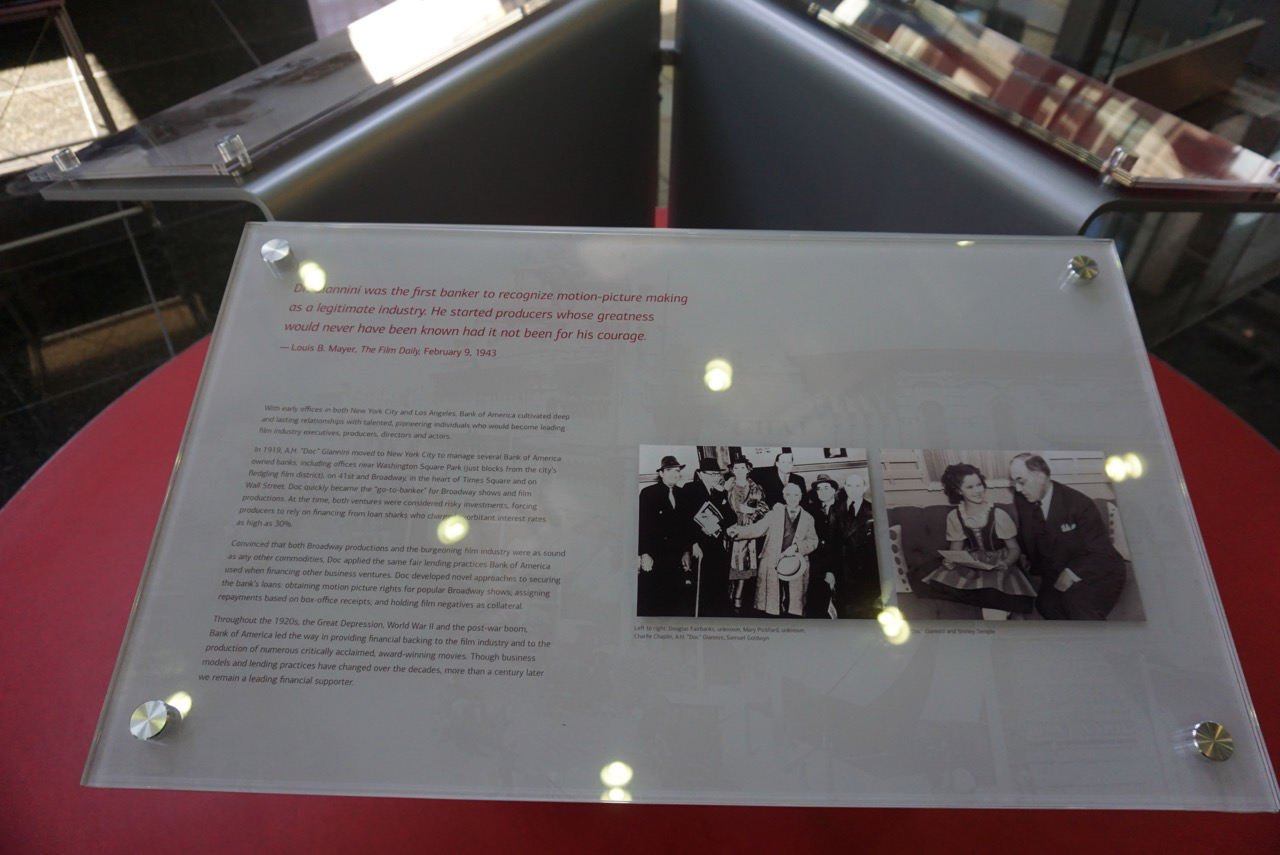 Dr. Giannini was the first banker to recognize motion-picture making
as a legitimate industry. He started producers whose greatness
would never have been known had it not been for his courage.
— Louis B. Mayer, The Film Daily, February 9, 1943
With early offices in both New York City and Los Angeles, Bank of America cultivated deep
and lasting relationships with talented, pioneering individuals who would become leading
film industry executives, producers, directors and actors.
In 1919, A.H. "Doc" Giannini moved to New York City to manage several Bank of America
owned banks, including offices near Washington Square Park (just blocks from the city's
fledgling film district), on 41st and Broadway, in the heart of Times Square and on
Wall Street. Doc quickly became the "go-to-banker" for Broadway shows and film
productions. At the time, both ventures were considered risky investments, forcing
producers to rely on financing from loan sharks who charged exorbitant interest rates
as high as 30%.
Convinced that both Broadway productions and the burgeoning film industry were as sound
as any other commodities, Doc applied the same fair lending practices Bank of America
used when financing other business ventures. Doc developed novel approaches to securing
the bank's loans: obtaining motion picture rights for popular Broadway shows; assigning
repayments based on box-office receipts; and holding film negatives as collateral.
Throughout the 1920s, the Great Depression, World War II and the post-war boom,
Bank of America led the way in providing financial backing to the film industry and to the
production of numerous critically acclaimed, award-winning movies. Though business
models and lending practices have changed over the decades, more than a century later
we remain a leading financial supporter.
Left to right: Douglas Fairbanks, unknown, Mary Pickford, unknown,
Charlie Chaplin, A.H. "Doc" Giannini, Samuel Goldwyn
"Doc" Giannini and Shirley Temple